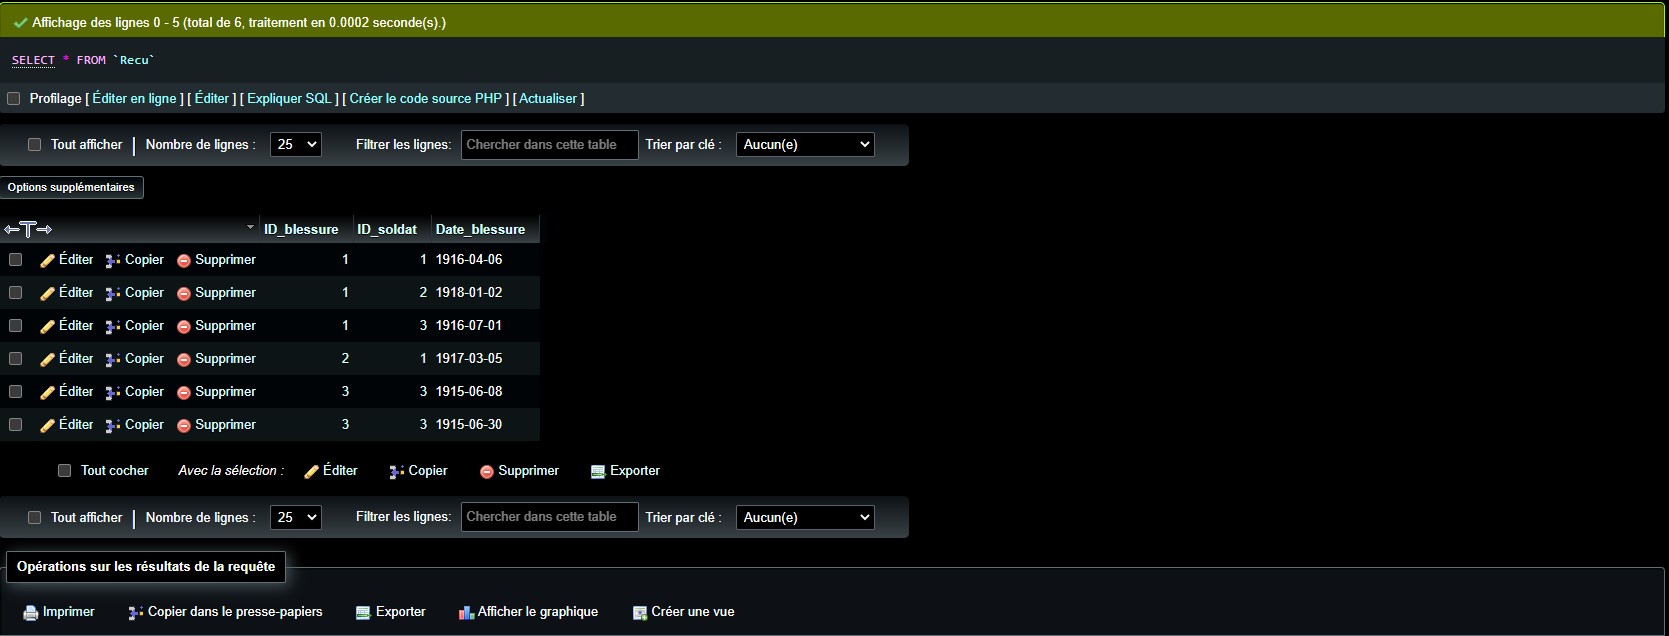 Affichage des lignes 0 - 5 (total de 6, traitement en 0.0002 seconde(s).)
SELECT * FROM `Recu`
Profilage [ Éditer en ligne ] [ Éditer ] [ Expliquer SQL ] [ Créer le code source PHP ] [ Actualiser ]
Tout afficher | Nombre de lignes : 25 Filtrer les lignes: Chercher dans cette table Trier par clé : Aucun(e)
Options supplémentaires
←T→ ID_blessure ID_soldat Date_blessure
Éditer Copier Supprimer 1 1 1916-04-06
Éditer Copier Supprimer 1 2 1918-01-02
Éditer Copier Supprimer 1 3 1916-07-01
Éditer Copier Supprimer 2 1 1917-03-05
Éditer Copier Supprimer 3 3 1915-06-08
Éditer Copier Supprimer 3 3 1915-06-30
Tout cocher Avec la sélection : Éditer Copier Supprimer Exporter
Tout afficher | Nombre de lignes : 25 Filtrer les lignes: Chercher dans cette table Trier par clé : Aucun(e)
Opérations sur les résultats de la requête
Imprimer Copier dans le presse-papiers Exporter Afficher le graphique Créer une vue